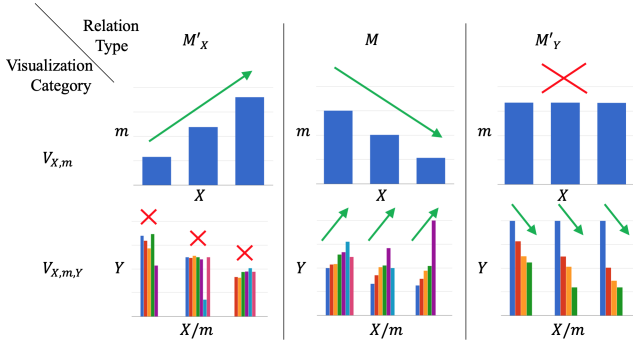 Relation
Type
Visualization
Category
M'X
M
M'Y
VX,m
m
X
m
X
m
X
VX,m,Y
Y
X/m
Y
X/m
Y
X/m